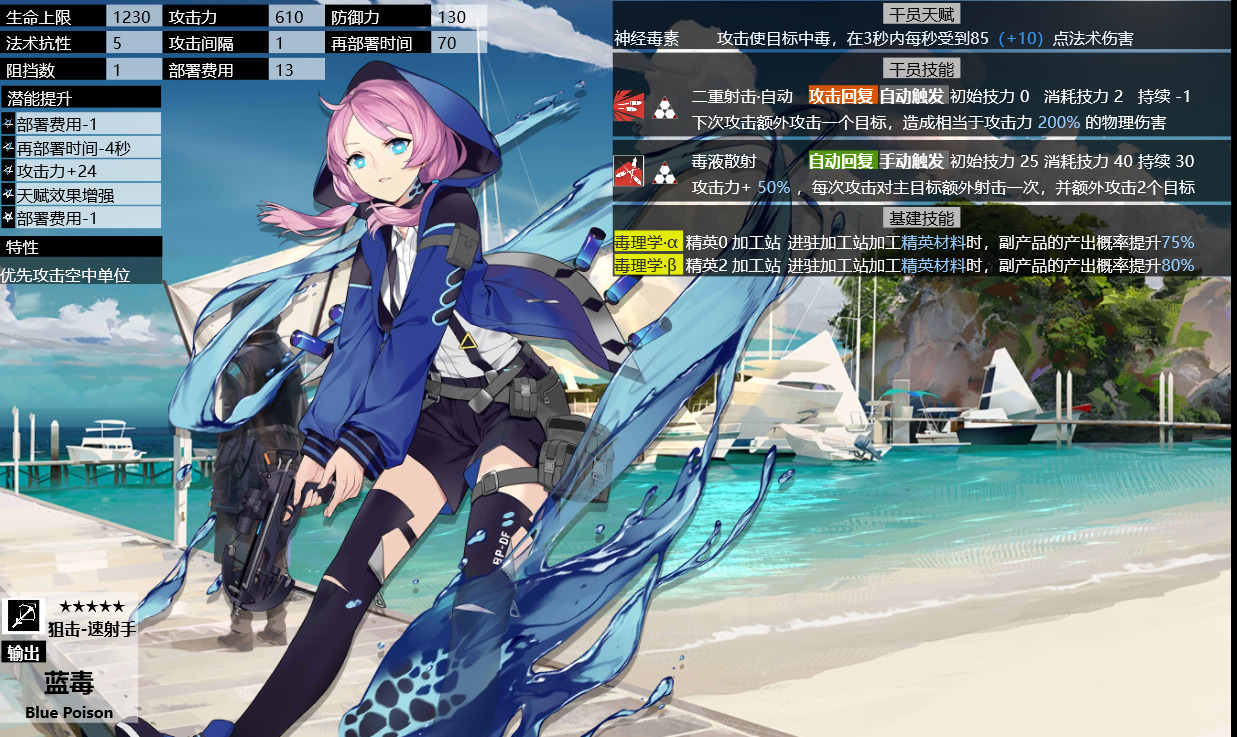 生命上限 1230 攻击力 610 防御力 130
法术抗性 5 攻击间隔 1 再部署时间 70
阻挡数 1 部署费用 13
潜能提升
部署费用-1
再部署时间-4秒
攻击力+24
天赋效果增强
部署费用-1
特性
优先攻击空中单位
干员天赋
神经毒素 攻击使目标中毒，在3秒内每秒受到85（+10）点法术伤害
干员技能
二重射击·自动 攻击回复 自动触发 初始技力 0 消耗技力 2 持续 -1
下次攻击额外攻击一个目标，造成相当于攻击力 200% 的物理伤害
毒液散射 自动回复 手动触发 初始技力 25 消耗技力 40 持续 30
攻击力+ 50% ，每次攻击对主目标额外射击一次，并额外攻击2个目标
基建技能
毒理学·α 精英0 加工站 进驻加工站加工精英材料时，副产品的产出概率提升75%
毒理学·β 精英2 加工站 进驻加工站加工精英材料时，副产品的产出概率提升80%
BP-DF
★★★★★
狙击-速射手
输出
蓝毒
Blue Poison